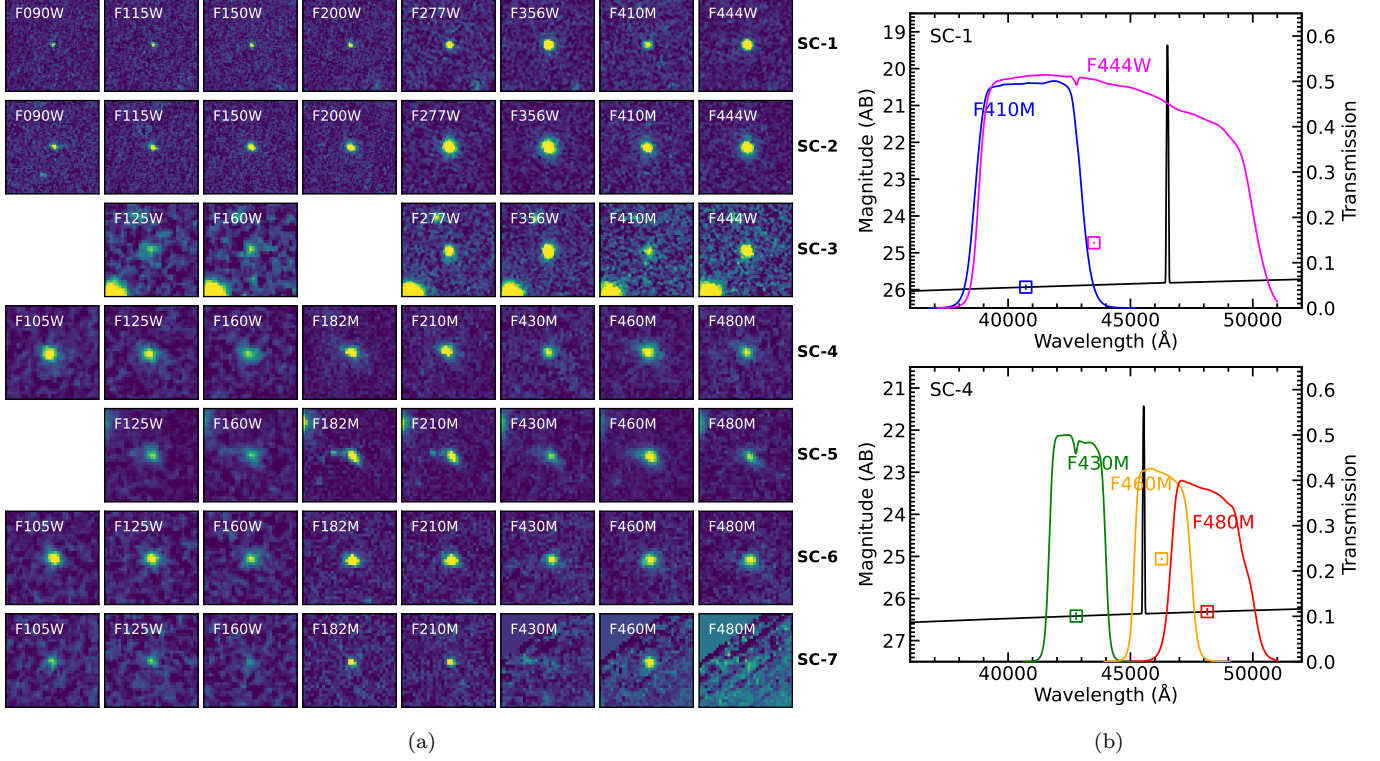 F090W F115W F150W F200W F277W F356W F410M F444W SC-1
F090W F115W F150W F200W F277W F356W F410M F444W SC-2
F125W F160W F277W F356W F410M F444W SC-3
F105W F125W F160W F182M F210M F430M F460M F480M SC-4
F125W F160W F182M F210M F430M F460M F480M SC-5
F105W F125W F160W F182M F210M F430M F460M F480M SC-6
F105W F125W F160W F182M F210M F430M F460M F480M SC-7
(a)
SC-1
F444W
F410M
19
20
21
22
23
24
25
26
Magnitude (AB)
0.6
0.5
0.4
0.3
0.2
0.1
0.0
Transmission
40000 45000 50000
Wavelength (Å)
SC-4
F430M
F460M
F480M
21
22
23
24
25
26
27
Magnitude (AB)
0.6
0.5
0.4
0.3
0.2
0.1
0.0
Transmission
40000 45000 50000
Wavelength (Å)
(b)